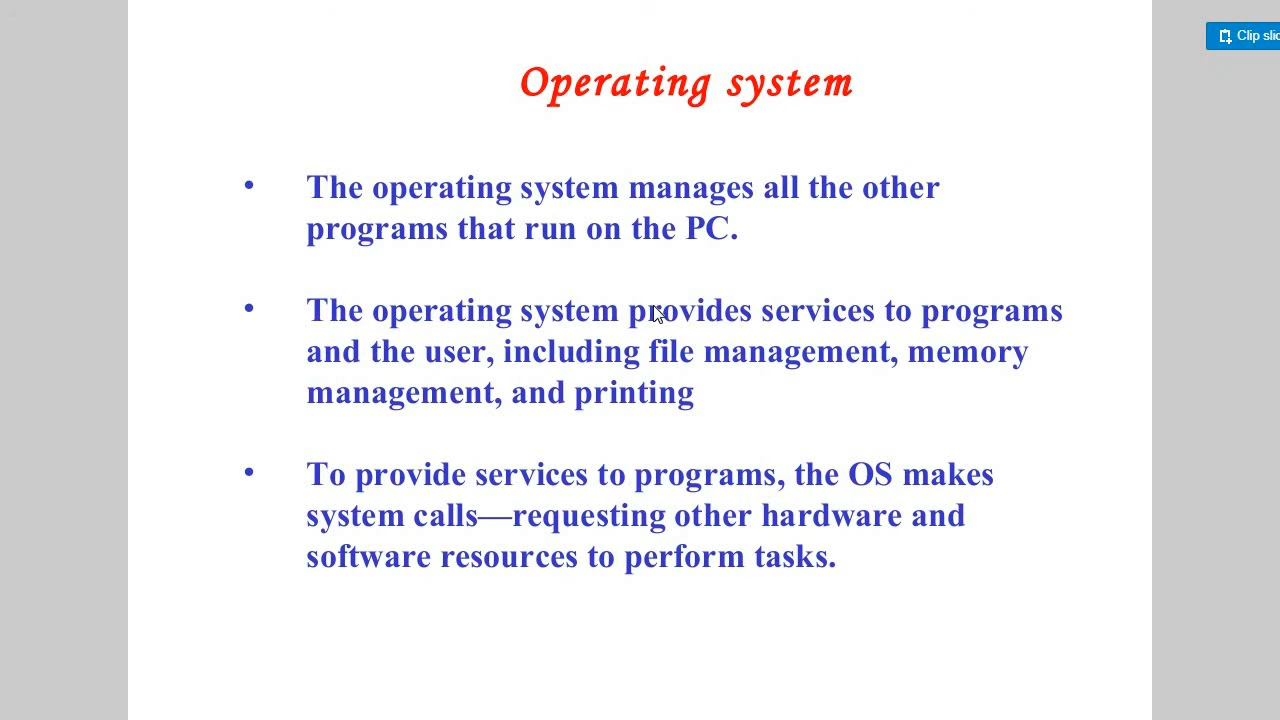 Clip slic
Operating system
• The operating system manages all the other
programs that run on the PC.
• The operating system provides services to programs
and the user, including file management, memory
management, and printing
• To provide services to programs, the OS makes
system calls—requesting other hardware and
software resources to perform tasks.